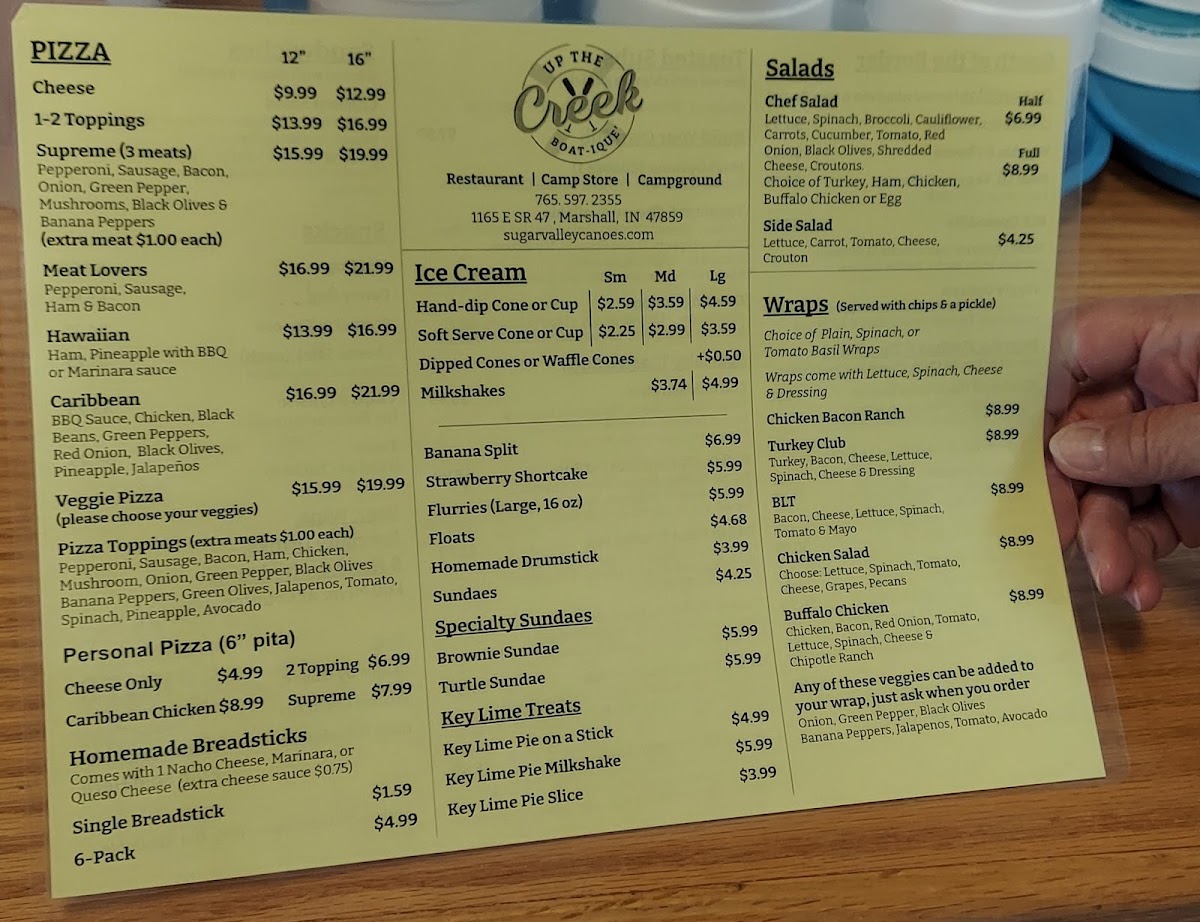 PIZZA 12" 16"
Cheese $9.99 $12.99
1-2 Toppings $13.99 $16.99
Supreme (3 meats) $15.99 $19.99
Pepperoni, Sausage, Bacon,
Onion, Green Pepper,
Mushrooms, Black Olives &
Banana Peppers
(extra meat $1.00 each)
Meat Lovers $16.99 $21.99
Pepperoni, Sausage,
Ham & Bacon
Hawaiian $13.99 $16.99
Ham, Pineapple with BBQ
or Marinara sauce
Caribbean $16.99 $21.99
BBQ Sauce, Chicken, Black
Beans, Green Peppers,
Red Onion, Black Olives,
Pineapple, Jalapeños
Veggie Pizza $15.99 $19.99
(please choose your veggies)
Pizza Toppings (extra meats $1.00 each)
Pepperoni, Sausage, Bacon, Ham, Chicken,
Mushroom, Onion, Green Pepper, Black Olives
Banana Peppers, Green Olives, Jalapenos, Tomato,
Spinach, Pineapple, Avocado
Personal Pizza (6" pita)
Cheese Only $4.99 2 Topping $6.99
Caribbean Chicken $8.99 Supreme $7.99
Homemade Breadsticks
Comes with 1 Nacho Cheese, Marinara, or
Queso Cheese (extra cheese sauce $0.75)
Single Breadstick $1.59
6-Pack $4.99
UP THE
Creek
BOAT-IQUE'
Restaurant | Camp Store | Campground
765. 597. 2355
1165 E SR 47 , Marshall, IN 47859
sugarvalleycanoes.com
Ice Cream Sm Md Lg
Hand-dip Cone or Cup $2.59 $3.59 $4.59
Soft Serve Cone or Cup $2.25 $2.99 $3.59
Dipped Cones or Waffle Cones +$0.50
Milkshakes $3.74 $4.99
Banana Split $6.99
Strawberry Shortcake $5.99
Flurries (Large, 16 oz) $5.99
Floats $4.68
Homemade Drumstick $3.99
Sundaes $4.25
Specialty Sundaes
Brownie Sundae $5.99
Turtle Sundae $5.99
Key Lime Treats
Key Lime Pie on a Stick $4.99
Key Lime Pie Milkshake $5.99
Key Lime Pie Slice $3.99
Salads
Chef Salad Half
Lettuce, Spinach, Broccoli, Cauliflower, $6.99
Carrots, Cucumber, Tomato, Red
Onion, Black Olives, Shredded Full
Cheese, Croutons. $8.99
Choice of Turkey, Ham, Chicken,
Buffalo Chicken or Egg
Side Salad $4.25
Lettuce, Carrot, Tomato, Cheese,
Crouton
Wraps (Served with chips & a pickle)
Choice of Plain, Spinach, or
Tomato Basil Wraps
Wraps come with Lettuce, Spinach, Cheese
& Dressing
Chicken Bacon Ranch $8.99
Turkey Club $8.99
Turkey, Bacon, Cheese, Lettuce,
Spinach, Cheese & Dressing
BLT $8.99
Bacon, Cheese, Lettuce, Spinach,
Tomato & Mayo
Chicken Salad $8.99
Choose: Lettuce, Spinach, Tomato,
Cheese, Grapes, Pecans
Buffalo Chicken $8.99
Chicken, Bacon, Red Onion, Tomato,
Lettuce, Spinach, Cheese &
Chipotle Ranch
Any of these veggies can be added to
your wrap, just ask when you order
Onion, Green Pepper, Black Olives
Banana Peppers, Jalapenos, Tomato, Avocado